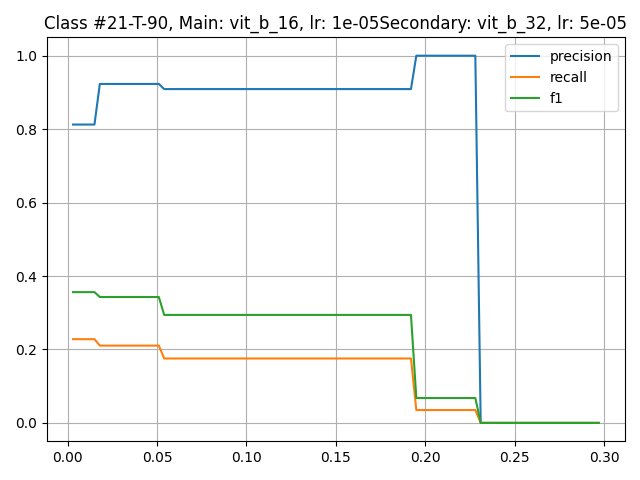 Class #21-T-90, Main: vit_b_16, lr: 1e-05Secondary: vit_b_32, lr: 5e-05
precision
recall
f1
1.0
0.8
0.6
0.4
0.2
0.0
0.00 0.05 0.10 0.15 0.20 0.25 0.30